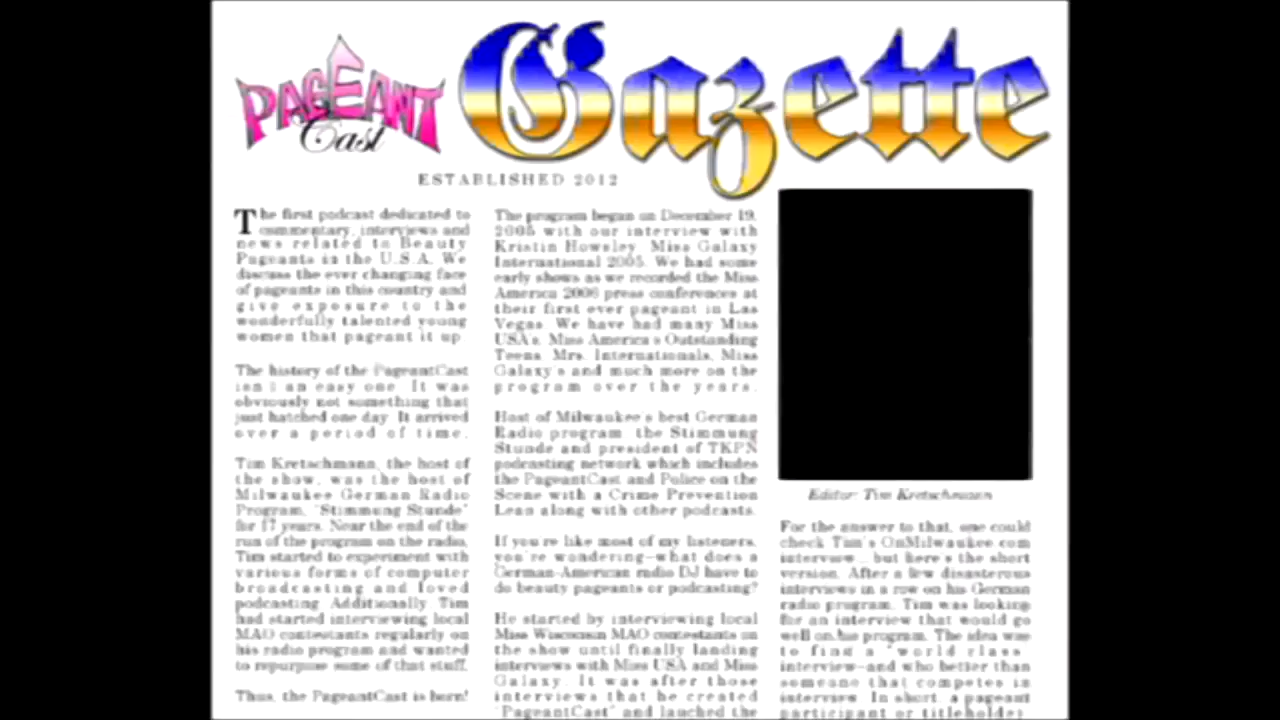 PAGEANT
Cast
Gazette
ESTABLISHED 2012
The first podcast dedicated to
commentary, interviews and
news related to Beauty
Pageants in the U.S.A. We
discuss the ever changing face
of pageants in this country and
give exposure to the
wonderfully talented young
women that pageant it up.
The history of the PageantCast
isn't an easy one. It was
obviously not something that
just hatched one day. It arrived
over a period of time.
Tim Kretschmann, the host of
the show, was the host of
Milwaukee German Radio
Program, "Stimmung Stunde"
for 17 years. Near the end of the
run of the program on the radio,
Tim started to experiment with
various forms of computer
broadcasting and loved
podcasting. Additionally, Tim
had started interviewing local
MAO contestants regularly on
his radio program and wanted
to repurpose some of that stuff.
Thus, the PageantCast is born!
The program began on December 19,
2005 with our interview with
Kristin Howsley, Miss Galaxy
International 2005. We had some
early shows as we recorded the Miss
America 2006 press conferences at
their first ever pageant in Las
Vegas. We have had many Miss
USA's, Miss America's Outstanding
Teens, Mrs. Internationals, Miss
Galaxy's and much more on the
program over the years.
Host of Milwaukee's best German
Radio program, the Stimmung
Stunde and president of TKPN
podcasting network which includes
the PageantCast and Police on the
Scene with a Crime Prevention
Lean along with other podcasts.
If you're like most of my listeners,
you're wondering-what does a
German-American radio DJ have to
do beauty pageants or podcasting?
He started by interviewing local
Miss Wisconsin MAO contestants on
the show until finally landing
interviews with Miss USA and Miss
Galaxy. It was after those
interviews that he created
"PageantCast" and lauched the
Editor: Tim Kretschmann
For the answer to that, one could
check Tim's OnMilwaukee.com
interview... but here's the short
version. After a few disasterous
interviews in a row on his German
radio program, Tim was looking
for an interview that would go
well on his program. The idea was
to find a "world class"
interview-and who better than
someone that competes in
interview. In short, a pageant
participant or titleholder.